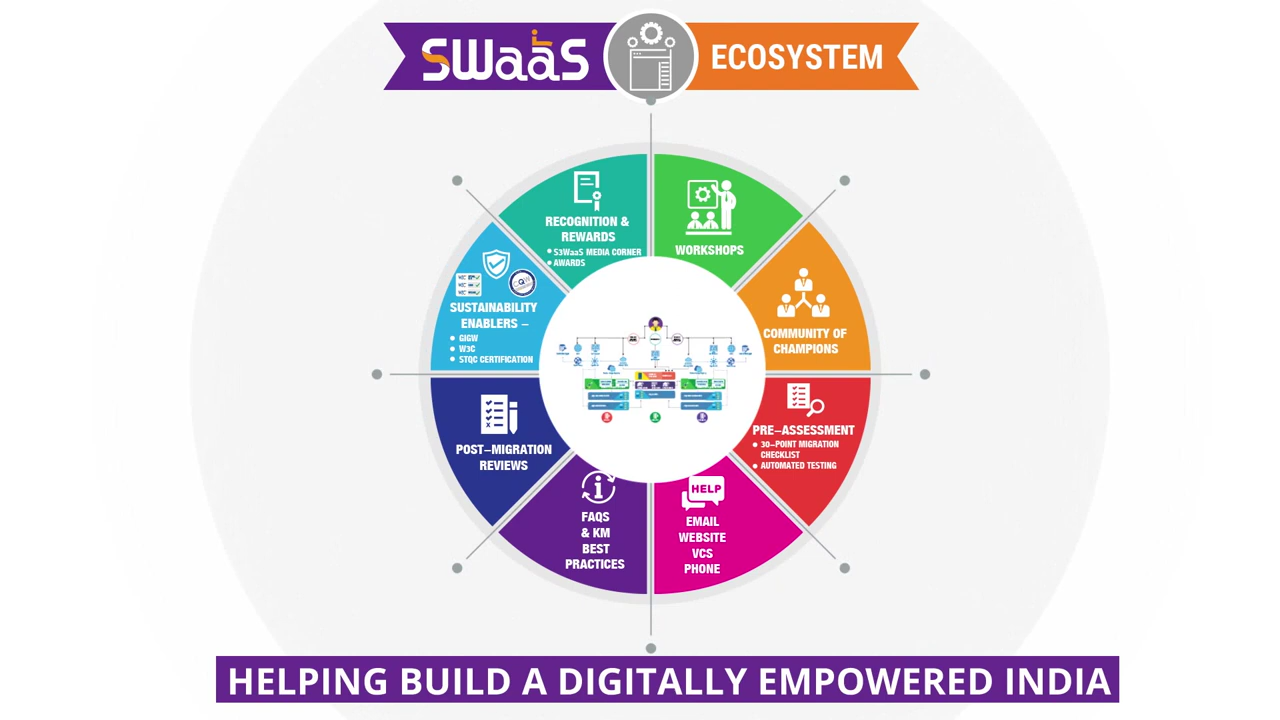 SWaaS
ECOSYSTEM
RECOGNITION &
REWARDS
• S3WaaS MEDIA CORNER
• AWARDS
WORKSHOPS
COMMUNITY OF
CHAMPIONS
PRE–ASSESSMENT
• 30–POINT MIGRATION
CHECKLIST
• AUTOMATED TESTING
HELP
EMAIL
WEBSITE
VCS
PHONE
FAQS
& KM
BEST
PRACTICES
POST–MIGRATION
REVIEWS
SUSTAINABILITY
ENABLERS –
• GIGW
• W3C
• STQC CERTIFICATION
HELPING BUILD A DIGITALLY EMPOWERED INDIA